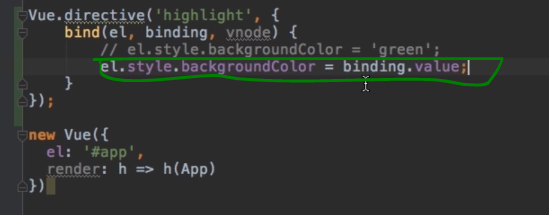 Vue.directive('highlight', {
bind(el, binding, vnode) {
// el.style.backgroundColor = 'green';
el.style.backgroundColor = binding.value;
}
});
new Vue({
el: '#app',
render: h => h(App)
})